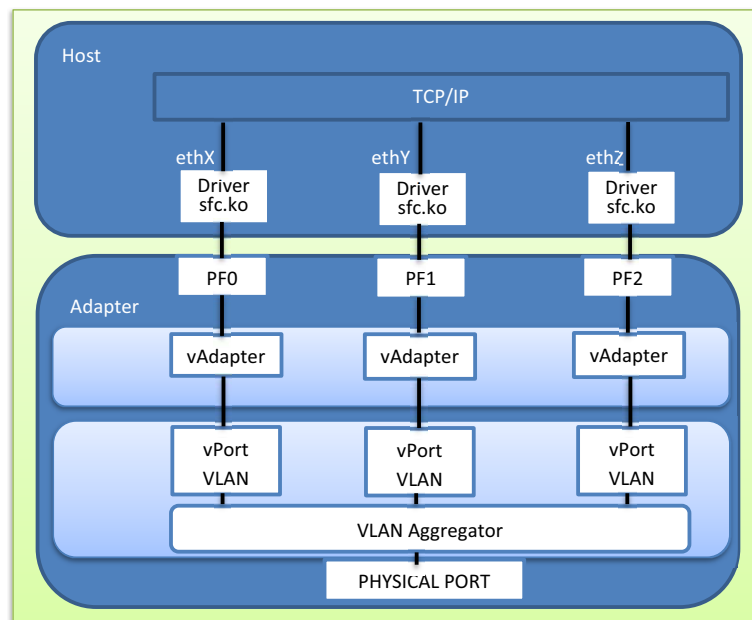 Host
TCP/IP
ethX ethY ethZ
Driver Driver Driver
sfc.ko sfc.ko sfc.ko
PF0 PF1 PF2
Adapter
vAdapter vAdapter vAdapter
vPort vPort vPort
VLAN VLAN VLAN
VLAN Aggregator
PHYSICAL PORT